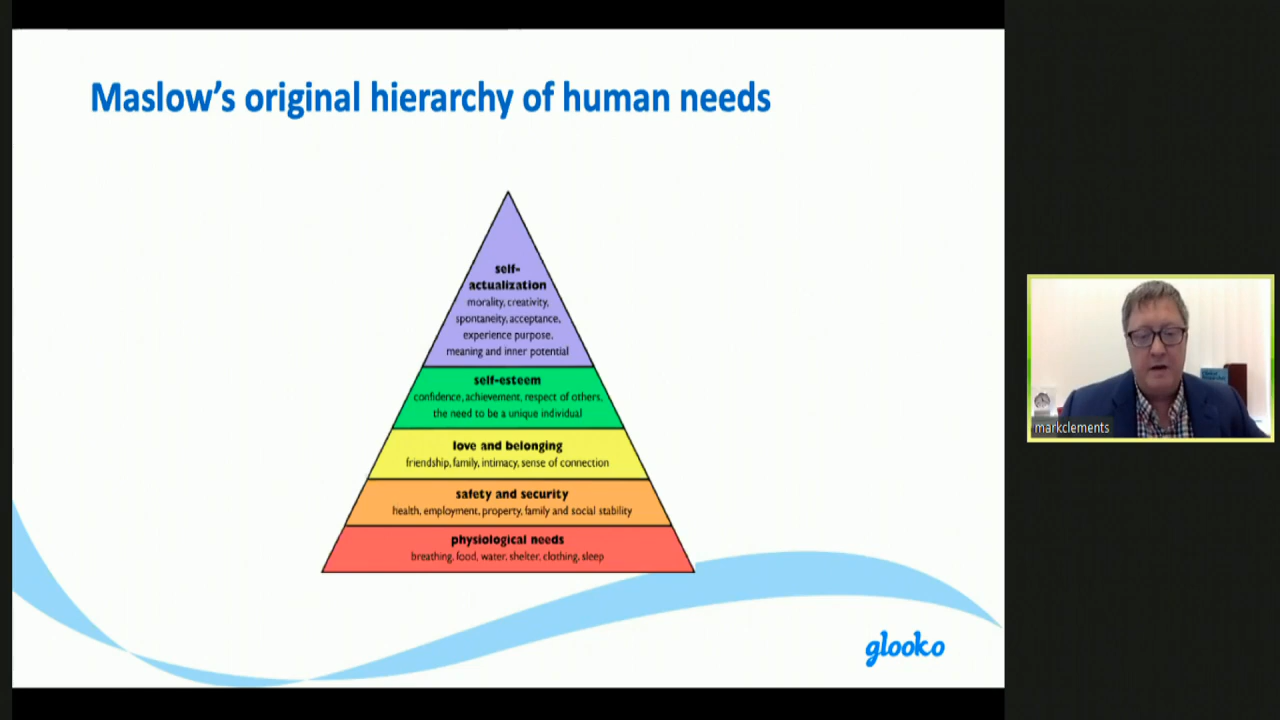 Maslow's original hierarchy of human needs
self-
actualization
morality, creativity,
spontaneity, acceptance,
experience purpose,
meaning and inner potential
self-esteem
confidence, achievement, respect of others,
the need to be a unique individual
love and belonging
friendship, family, intimacy, sense of connection
safety and security
health, employment, property, family and social stability
physiological needs
breathing, food, water, shelter, clothing, sleep
glooko
markclements